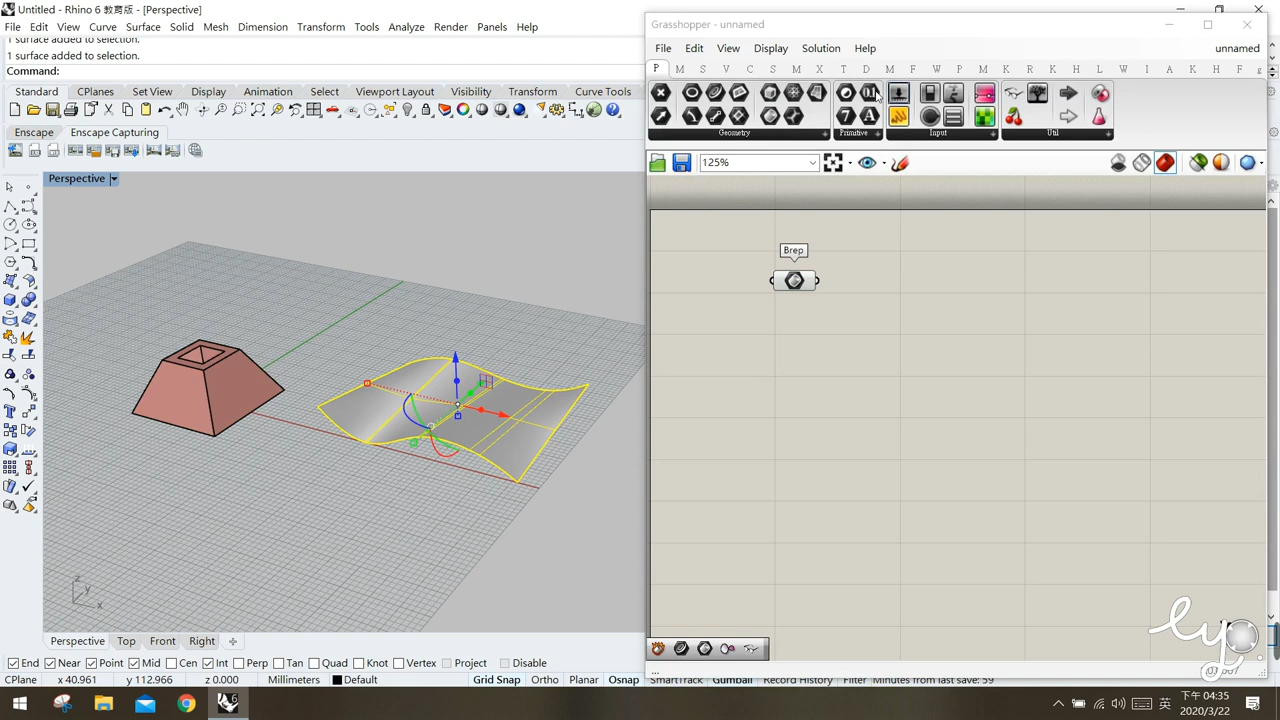 Untitled - Rhino 6 教育版 - [Perspective]
File Edit View Curve Surface Solid Mesh Dimension Transform Tools Analyze Render Panels Help
1 surface added to selection.
1 surface added to selection.
Command:
Standard CPlanes Set View Display Select Viewport Layout Visibility Transform Curve Tools
Enscape Enscape Capturing
Perspective
z
y
x
Perspective Top Front Right
End Near Point Mid Cen Int Perp Tan Quad Knot Vertex Project Disable
CPlane x 40.961 y 112.966 z 0.000 Millimeters Default Grid Snap Ortho Planar Osnap SmartTrack Gumball Record History Filter Minutes from last save: 59
Grasshopper - unnamed
File Edit View Display Solution Help unnamed
P M S V C S M X T D M F W P M K R M H E L Y K H F g
Geometry Primitive Input Util
125%
Brep
...
ly
英
下午 04:35
2020/3/22